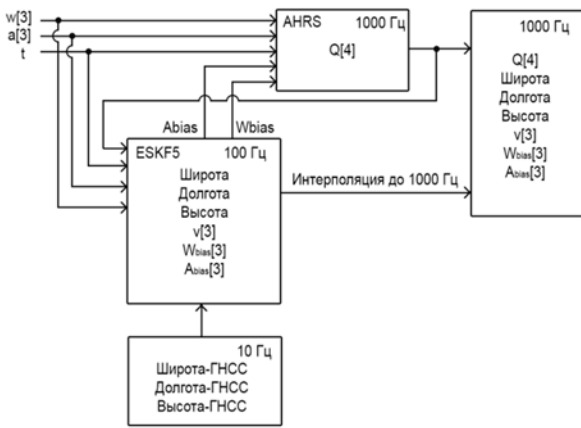 w[3]
a[3]
t
AHRS 1000 Гц
Q[4]
Abias Wbias
ESKF5 100 Гц
Широта
Долгота
Высота
v[3]
Wbias[3]
Abias[3]
Интерполяция до 1000 Гц
1000 Гц
Q[4]
Широта
Долгота
Высота
v[3]
Wbias[3]
Abias[3]
10 Гц
Широта-ГНСС
Долгота-ГНСС
Высота-ГНСС